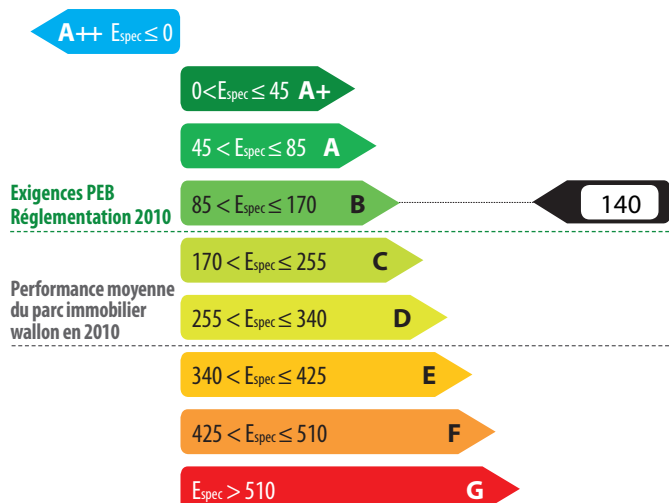 A++ Espec ≤ 0
0<Espec ≤ 45 A+
45 < Espec ≤ 85 A
Exigences PEB
Réglementation 2010
85 < Espec ≤ 170 B
140
170 < Espec ≤ 255 C
Performance moyenne
du parc immobilier
wallon en 2010
255 < Espec ≤ 340 D
340 < Espec ≤ 425 E
425 < Espec ≤ 510 F
Espec > 510 G